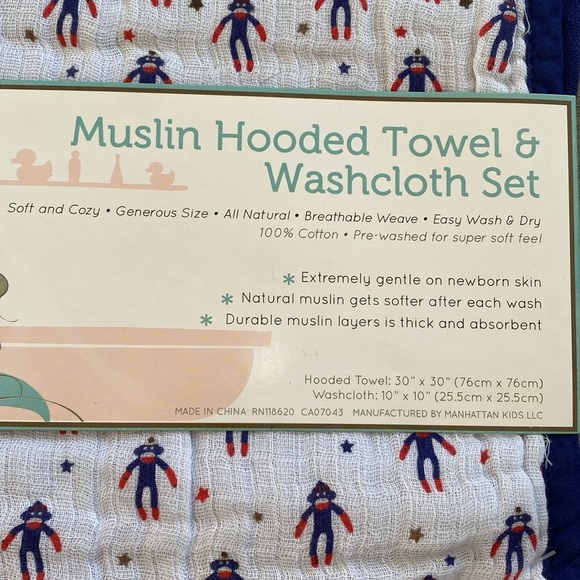 Muslin Hooded Towel &
Washcloth Set
Soft and Cozy • Generous Size • All Natural • Breathable Weave • Easy Wash & Dry
100% Cotton • Pre-washed for super soft feel
* Extremely gentle on newborn skin
* Natural muslin gets softer after each wash
* Durable muslin layers is thick and absorbent
Hooded Towel: 30" x 30" (76cm x 76cm)
Washcloth: 10" x 10" (25.5cm x 25.5cm)
MADE IN CHINA RN118620 CA07043 MANUFACTURED BY MANHATTAN KIDS LLC